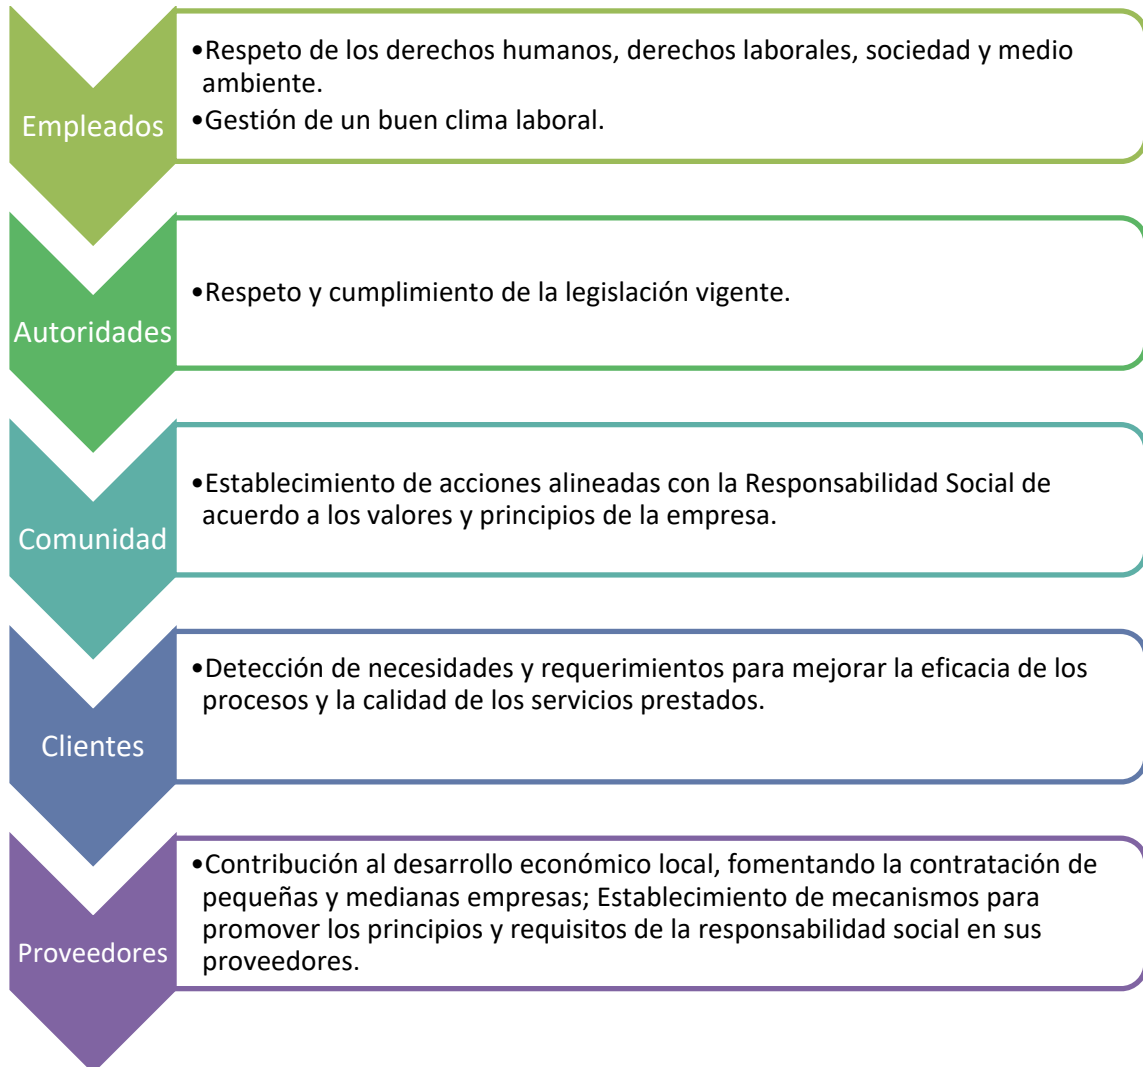 Empleados
•Respeto de los derechos humanos, derechos laborales, sociedad y medio
ambiente.
•Gestión de un buen clima laboral.
Autoridades
•Respeto y cumplimiento de la legislación vigente.
Comunidad
•Establecimiento de acciones alineadas con la Responsabilidad Social de
acuerdo a los valores y principios de la empresa.
Clientes
•Detección de necesidades y requerimientos para mejorar la eficacia de los
procesos y la calidad de los servicios prestados.
Proveedores
•Contribución al desarrollo económico local, fomentando la contratación de
pequeñas y medianas empresas; Establecimiento de mecanismos para
promover los principios y requisitos de la responsabilidad social en sus
proveedores.